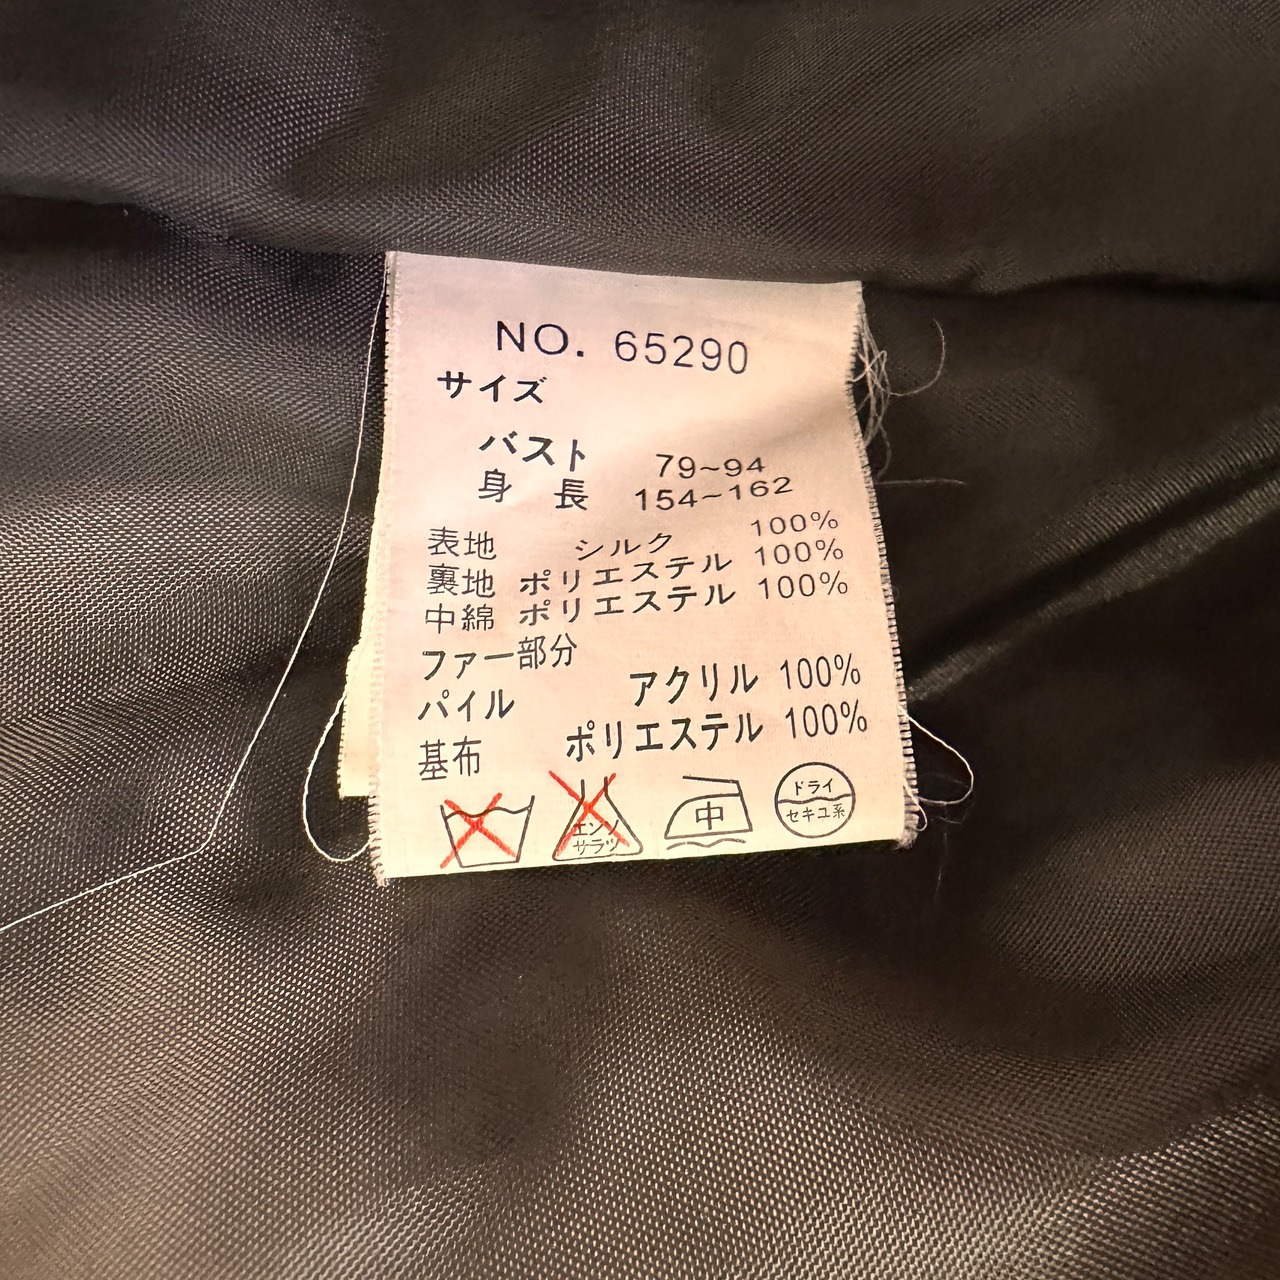 NO. 65290
サイズ
バスト 79~94
身 長 154~162
表地 シルク 100%
裏地 ポリエステル 100%
中綿 ポリエステル 100%
ファー部分
パイル アクリル 100%
基布 ポリエステル 100%
エンソ
サラシ
中
ドライ
セキユ系